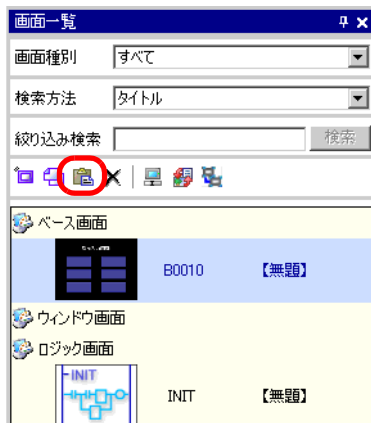 画面一覧
画面種別 すべて
検索方法 タイトル
絞り込み検索 検索
ベース画面
B0010 【無題】
ウィンドウ画面
ロジック画面
INIT
INIT 【無題】